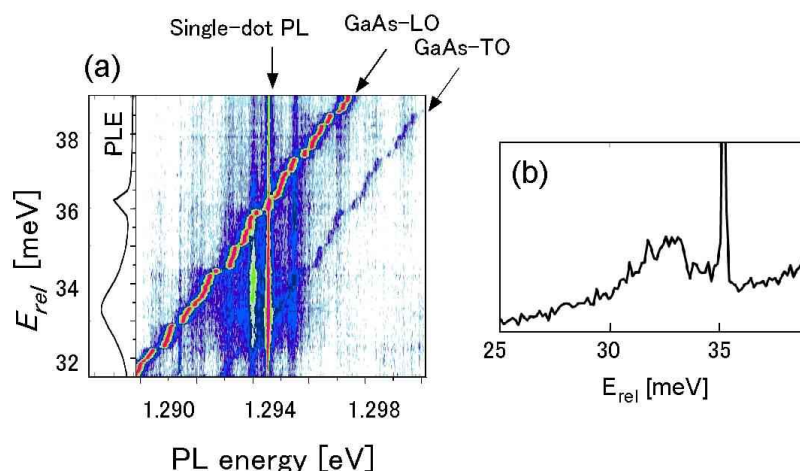 Single-dot PL
GaAs-LO
GaAs-TO
(a)
PLE
38
36
34
32
E_rel [meV]
1.290 1.294 1.298
PL energy [eV]
(b)
25 30 35
E_rel [meV]